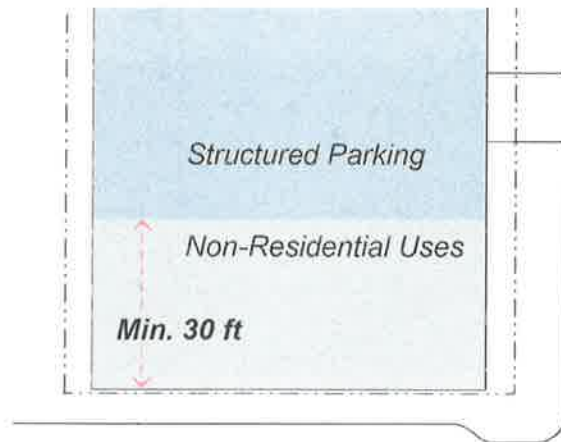 Structured Parking
Non-Residential Uses
Min. 30 ft